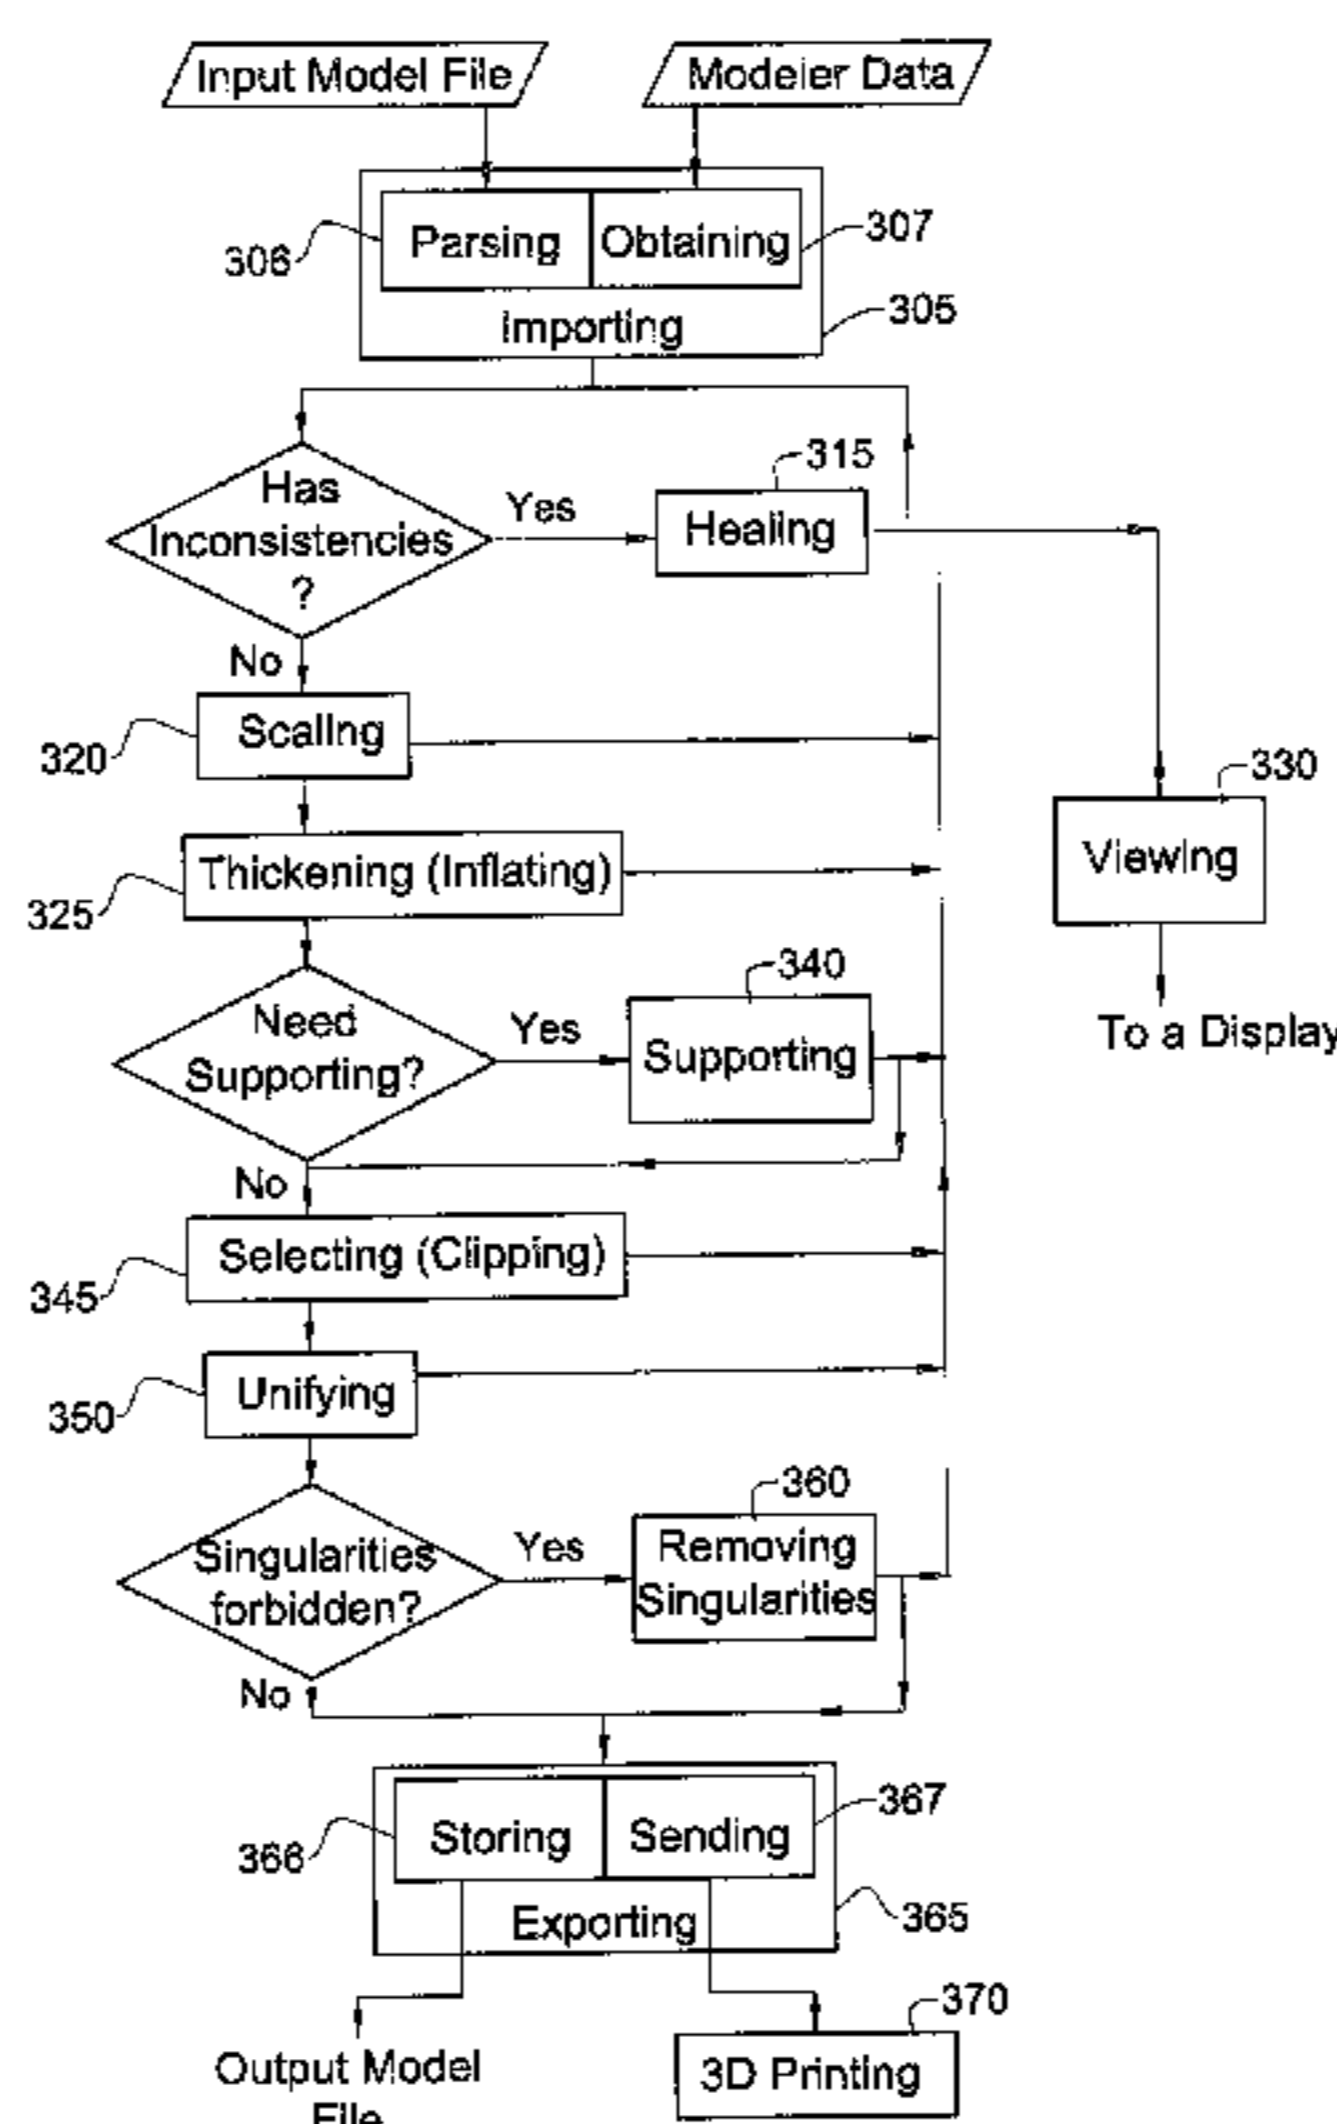 Input Model File
Modeler Data
Parsing
Obtaining
306
307
Importing
305
Has
Inconsistencies
?
Yes
Healing
315
No
Scaling
320
Thickening (Inflating)
325
330
Viewing
To a Display
Need
Supporting?
Yes
340
Supporting
No
Selecting (Clipping)
345
Unifying
350
Singularities
forbidden?
Yes
360
Removing
Singularities
No
Storing
Sending
366
367
Exporting
365
370
Output Model
File
3D Printing